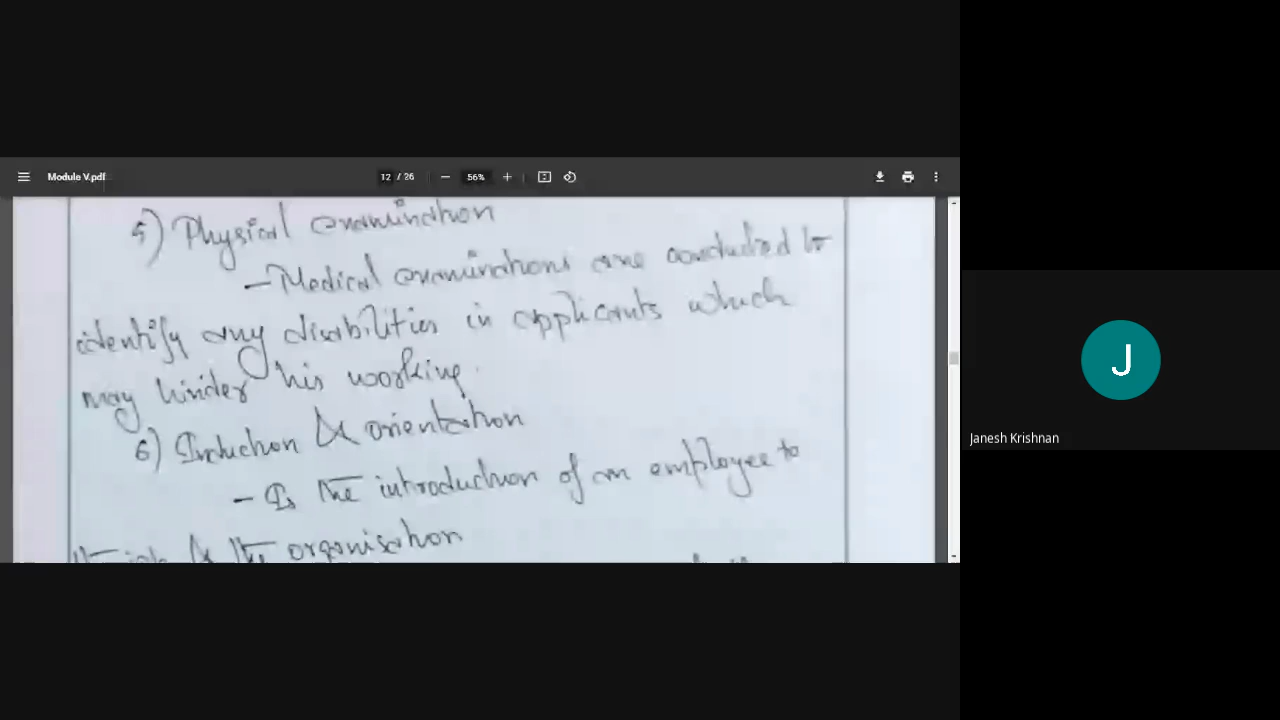 Module V.pdf
12 / 26
56%
5) Physical examination
- Medical examinations are conducted to
identify any disabilities in applicants which
may hinder his working.
6) Induction & orientation
- Is the introduction of an employee to
& the organisation
J
Janesh Krishnan